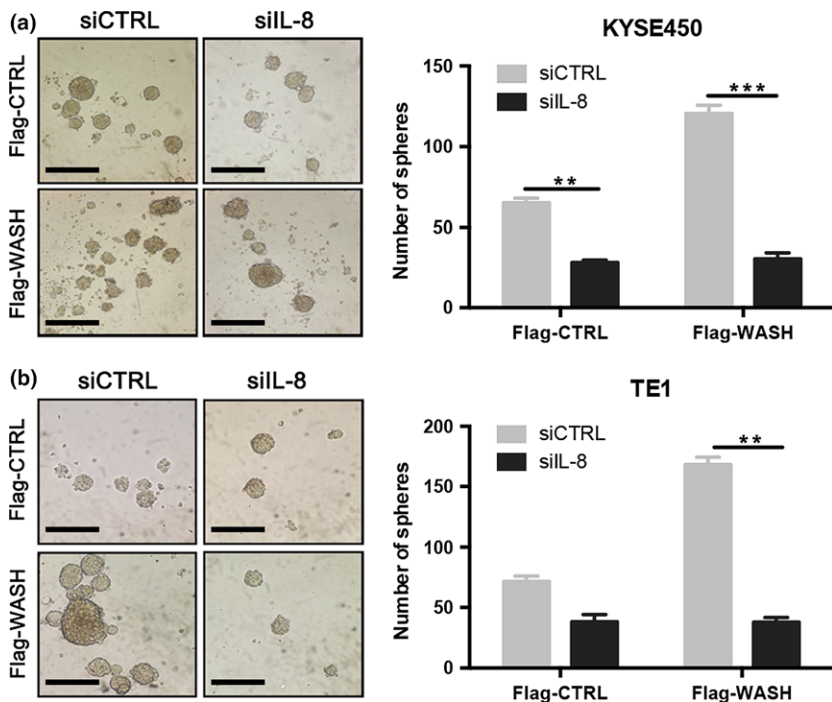 (a)
siCTRL siIL-8
Flag-CTRL
Flag-WASH
KYSE450
siCTRL
siIL-8
Number of spheres
150
100
50
0
**
***
Flag-CTRL Flag-WASH
(b)
siCTRL siIL-8
Flag-CTRL
Flag-WASH
TE1
siCTRL
siIL-8
Number of spheres
200
150
100
50
0
**
Flag-CTRL Flag-WASH